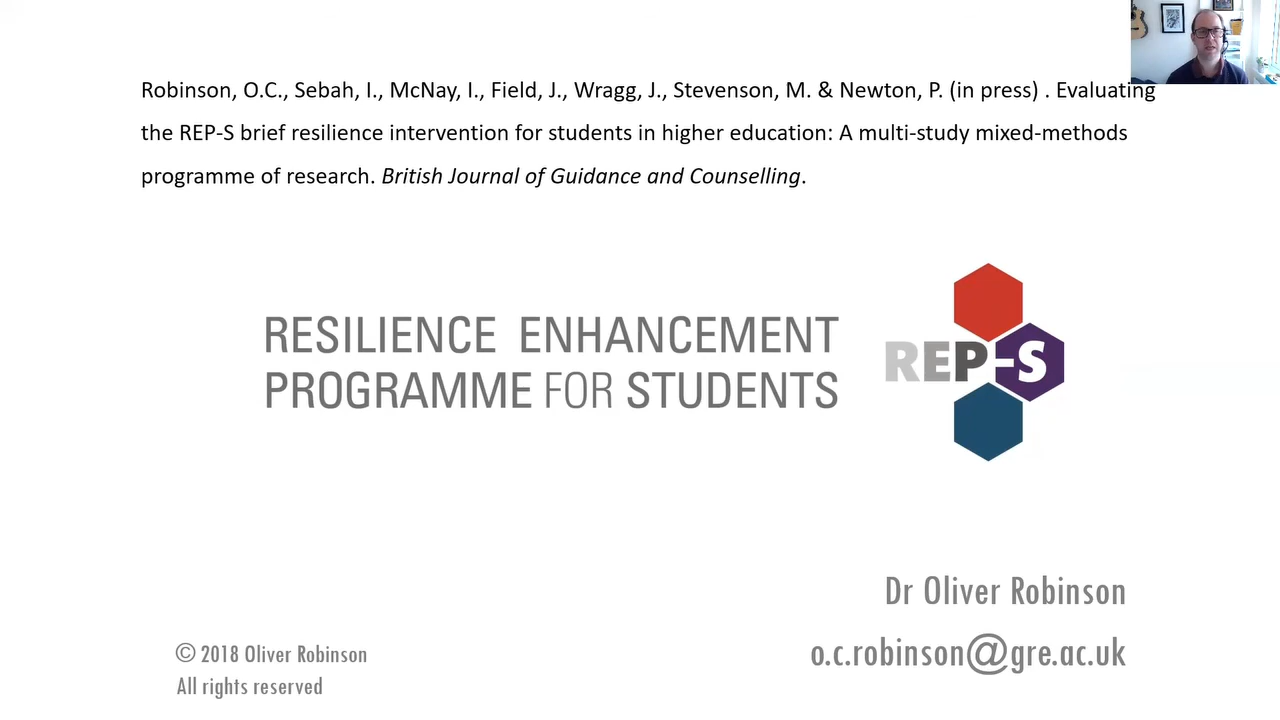 Robinson, O.C., Sebah, I., McNay, I., Field, J., Wragg, J., Stevenson, M. & Newton, P. (in press) . Evaluating
the REP-S brief resilience intervention for students in higher education: A multi-study mixed-methods
programme of research. British Journal of Guidance and Counselling.
RESILIENCE ENHANCEMENT
PROGRAMME FOR STUDENTS
REP-S
Dr Oliver Robinson
o.c.robinson@gre.ac.uk
© 2018 Oliver Robinson
All rights reserved